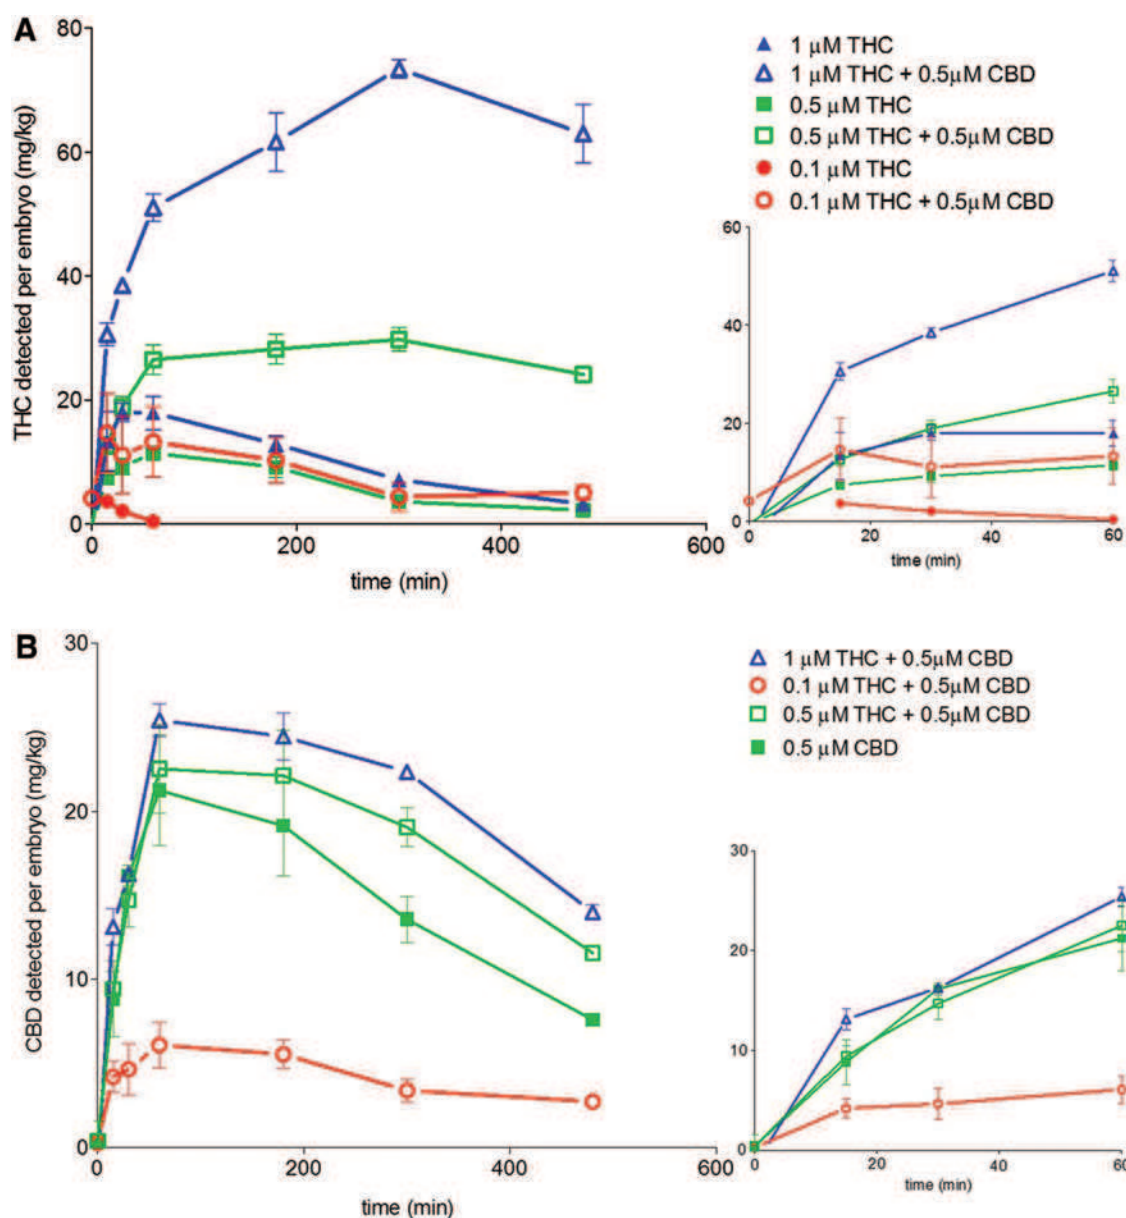 A
THC detected per embryo (mg/kg)
80
60
40
20
0
0
200
400
600
time (min)
1 μM THC
1 μM THC + 0.5μM CBD
0.5 μM THC
0.5 μM THC + 0.5μM CBD
0.1 μM THC
0.1 μM THC + 0.5μM CBD
60
40
20
0
0
20
40
60
time (min)
B
CBD detected per embryo (mg/kg)
30
20
10
0
0
200
400
600
time (min)
1 μM THC + 0.5μM CBD
0.1 μM THC + 0.5μM CBD
0.5 μM THC + 0.5μM CBD
0.5 μM CBD
30
20
10
0
0
20
40
60
time (min)